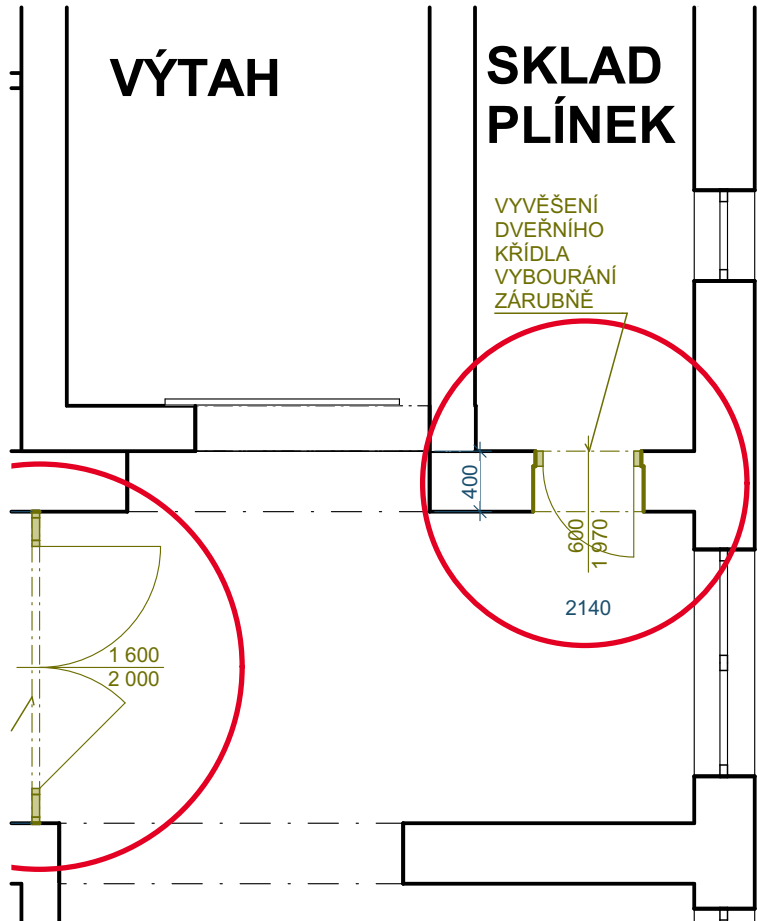 VÝTAH
SKLAD
PLÍNEK
VYVĚŠENÍ
DVEŘNÍHO
KŘÍDLA
VYBOURÁNÍ
ZÁRUBNĚ
400
600
1 970
2140
1 600
2 000